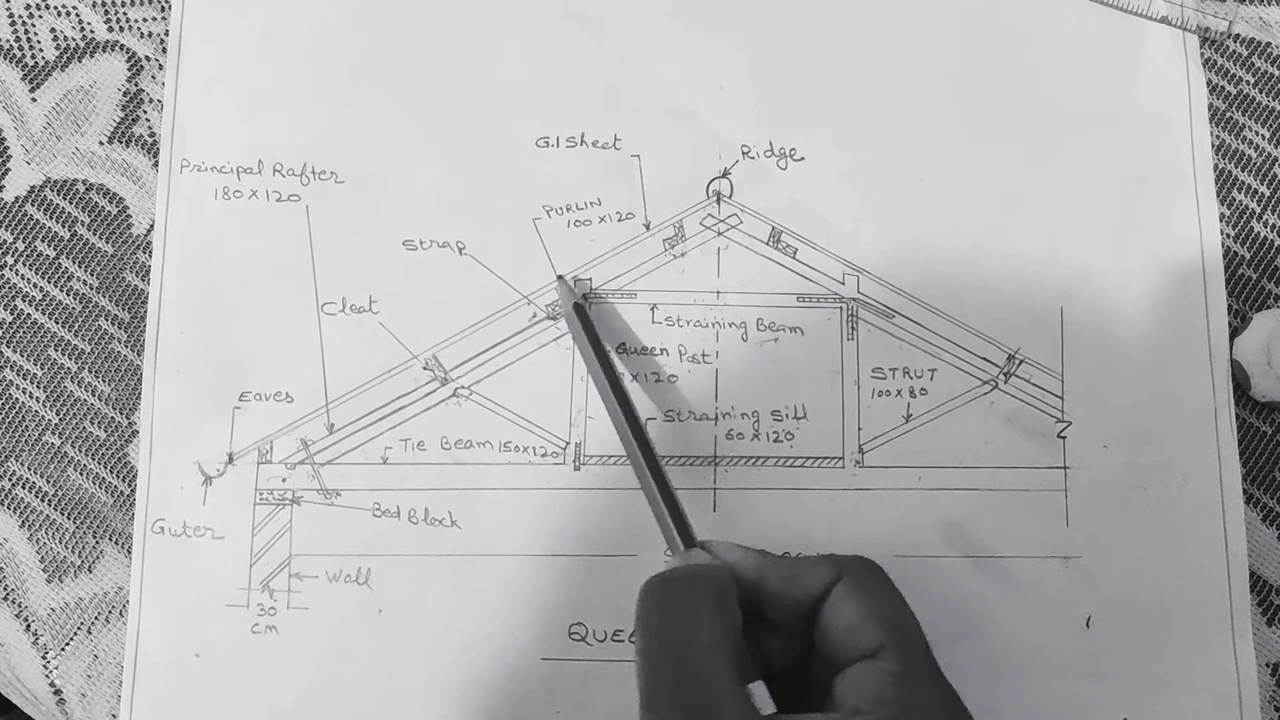 G.I Sheet
Ridge
Principal Rafter
180 X 120
PURLIN
100 X 120
Strap
Cleat
Straining Beam
Queen Post
X 120
STRUT
100 X 80
Eaves
Straining Sill
60 X 120
Tie Beam 150 X 120
Guter
Bed Block
Wall
30
CM
QUEE